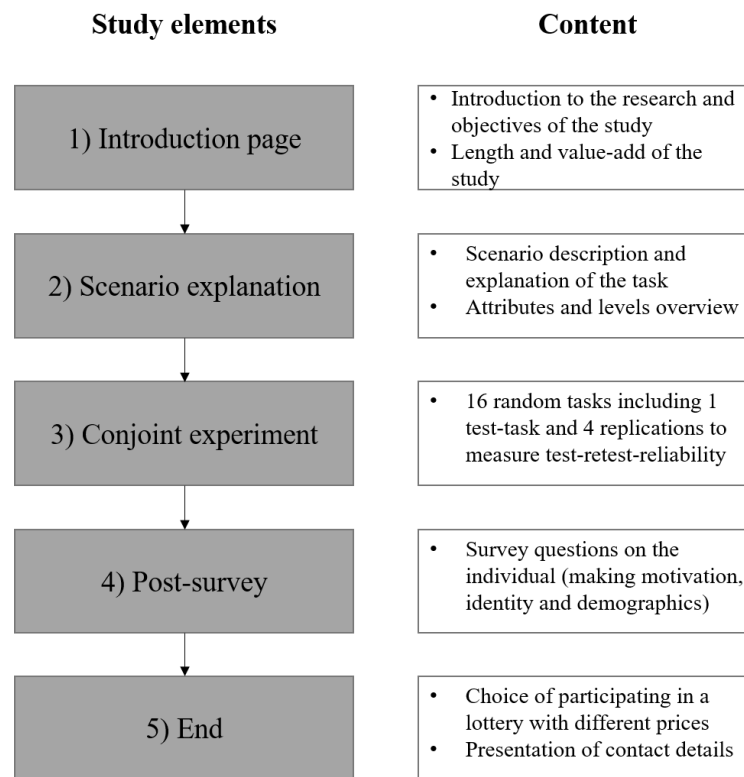 Study elements
Content
1) Introduction page
• Introduction to the research and
objectives of the study
• Length and value-add of the
study
2) Scenario explanation
• Scenario description and
explanation of the task
• Attributes and levels overview
3) Conjoint experiment
• 16 random tasks including 1
test-task and 4 replications to
measure test-retest-reliability
4) Post-survey
• Survey questions on the
individual (making motivation,
identity and demographics)
5) End
• Choice of participating in a
lottery with different prices
• Presentation of contact details